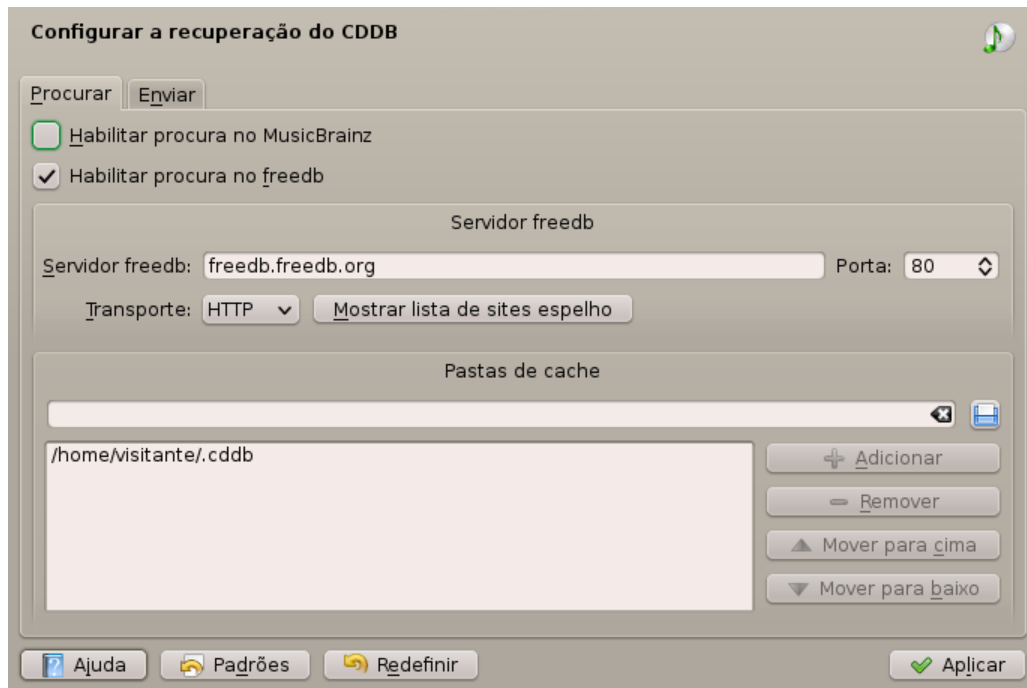 Configurar a recuperação do CDDB
Procurar Enviar
Habilitar procura no MusicBrainz
Habilitar procura no freedb
Servidor freedb
Servidor freedb: freedb.freedb.org Porta: 80
Transporte: HTTP Mostrar lista de sites espelho
Pastas de cache
/home/visitante/.cddb
Adicionar
Remover
Mover para cima
Mover para baixo
Ajuda Padrões Redefinir Aplicar